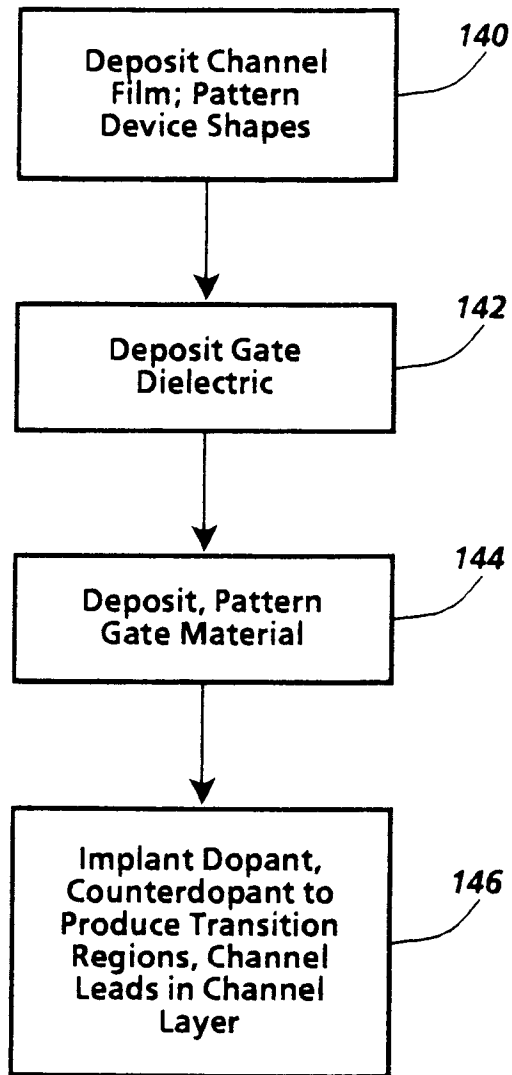 140
Deposit Channel
Film; Pattern
Device Shapes
142
Deposit Gate
Dielectric
144
Deposit, Pattern
Gate Material
146
Implant Dopant,
Counterdopant to
Produce Transition
Regions, Channel
Leads in Channel
Layer